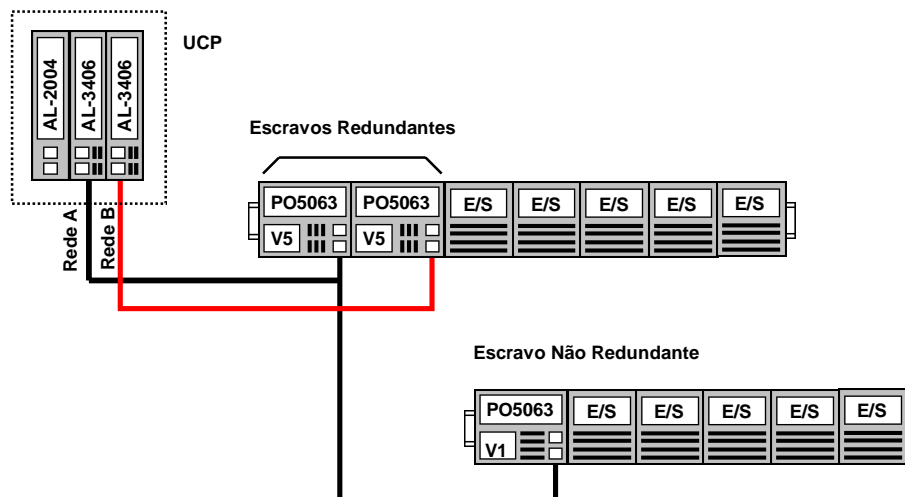 UCP
AL-2004
AL-3406
AL-3406
Rede A
Rede B
Escravos Redundantes
PO5063 PO5063 E/S E/S E/S E/S E/S
V5 V5
Escravo Não Redundante
PO5063 E/S E/S E/S E/S E/S
V1